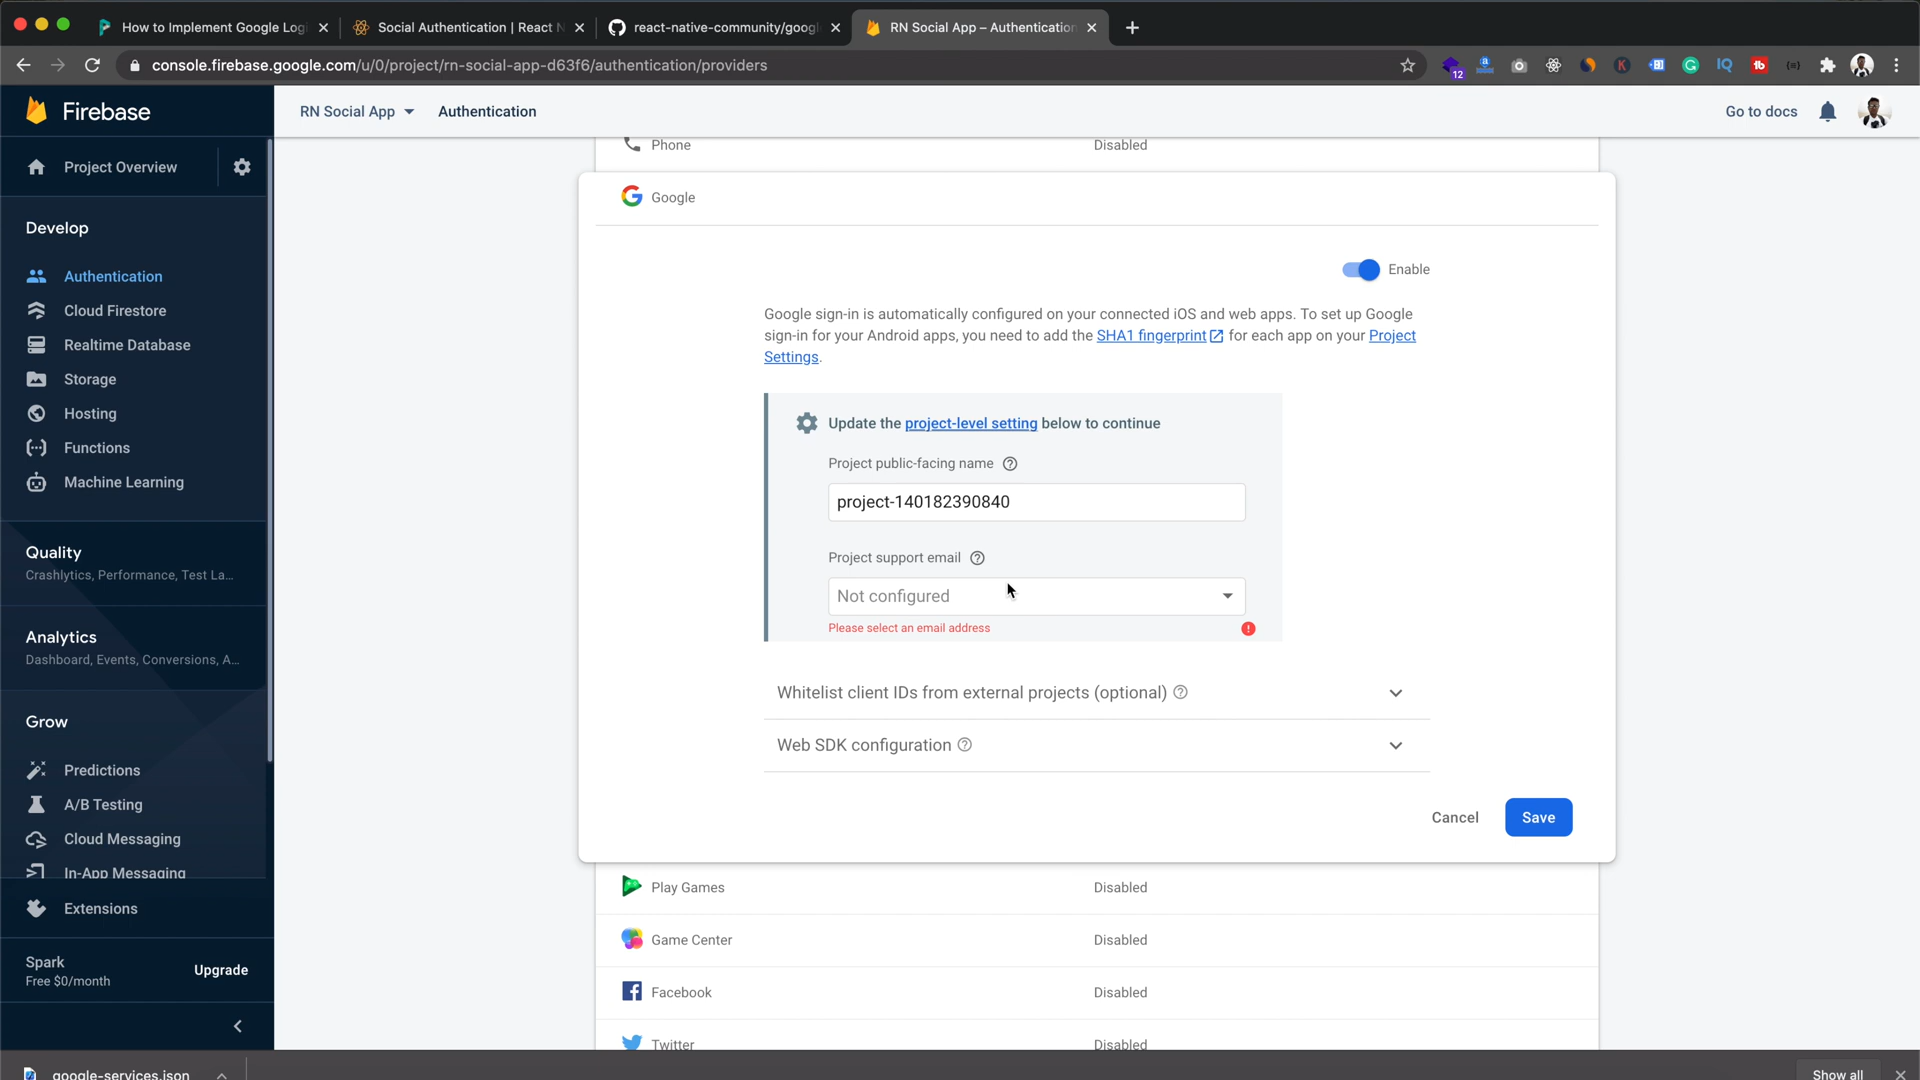 How to Implement Google Log
Social Authentication | React N
react-native-community/googl
RN Social App – Authentication
console.firebase.google.com/u/0/project/rn-social-app-d63f6/authentication/providers
12
Firebase
RN Social App
Authentication
Go to docs
Project Overview
Develop
Authentication
Cloud Firestore
Realtime Database
Storage
Hosting
Functions
Machine Learning
Quality
Crashlytics, Performance, Test La...
Analytics
Dashboard, Events, Conversions, A...
Grow
Predictions
A/B Testing
Cloud Messaging
In-App Messaging
Extensions
Spark
Free $0/month
Upgrade
Phone
Disabled
Google
Enable
Google sign-in is automatically configured on your connected iOS and web apps. To set up Google
sign-in for your Android apps, you need to add the SHA1 fingerprint for each app on your Project
Settings.
Update the project-level setting below to continue
Project public-facing name
project-140182390840
Project support email
Not configured
Please select an email address
Whitelist client IDs from external projects (optional)
Web SDK configuration
Cancel
Save
Play Games
Disabled
Game Center
Disabled
Facebook
Disabled
Twitter
Disabled
google-services.json
Show all